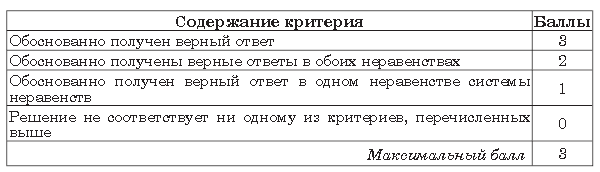 Содержание критерия Баллы
Обоснованно получен верный ответ 3
Обоснованно получены верные ответы в обоих неравенствах 2
Обоснованно получен верный ответ в одном неравенстве системы
неравенств 1
Решение не соответствует ни одному из критериев, перечисленных
выше 0
Максимальный балл 3